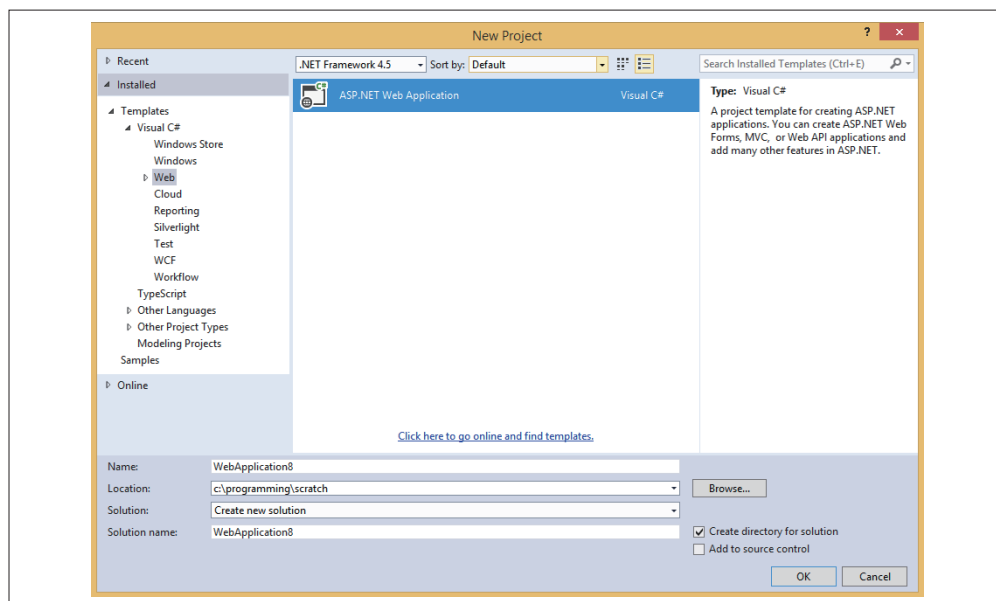 New Project
? ×
Recent
.NET Framework 4.5 Sort by: Default
Search Installed Templates (Ctrl+E)
Installed
Templates
Visual C#
Windows Store
Windows
Web
Cloud
Reporting
Silverlight
Test
WCF
Workflow
TypeScript
Other Languages
Other Project Types
Modeling Projects
Samples
Online
C#
ASP.NET Web Application Visual C#
Click here to go online and find templates.
Type: Visual C#
A project template for creating ASP.NET
applications. You can create ASP.NET Web
Forms, MVC, or Web API applications and
add many other features in ASP.NET.
Name: WebApplication8
Location: c:\programming\scratch
Browse...
Solution: Create new solution
Solution name: WebApplication8
Create directory for solution
Add to source control
OK Cancel